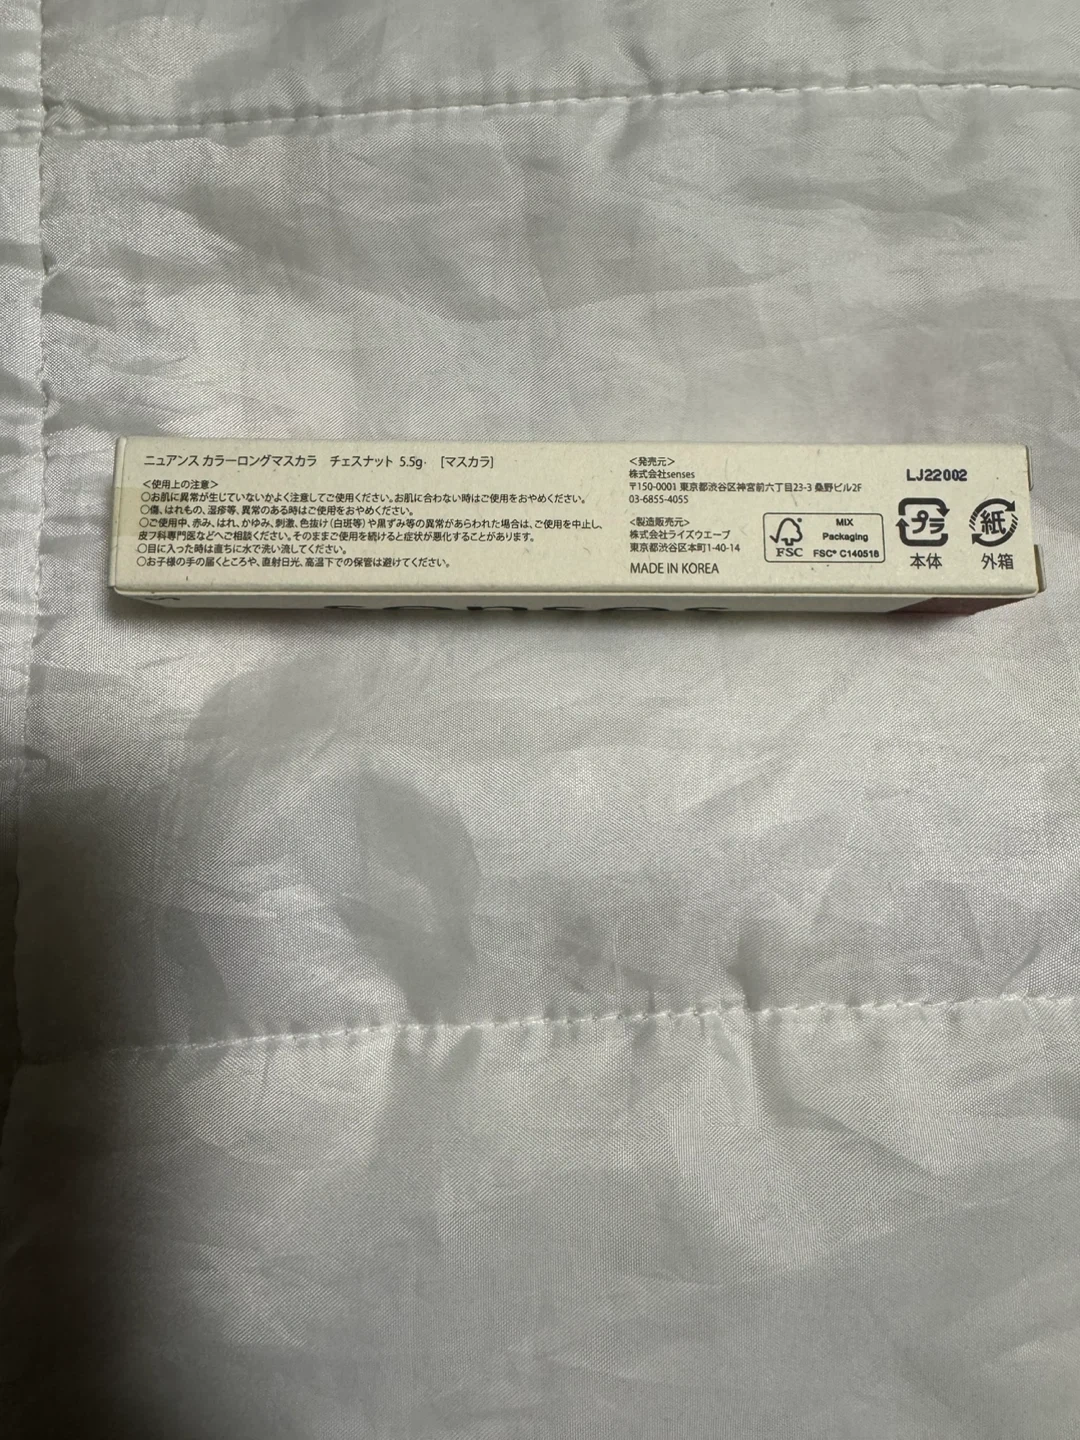 ニュアンス カラーロングマスカラ　チェスナット 5.5g　[マスカラ]
＜使用上の注意＞
○お肌に異常が生じていないかよく注意してご使用ください。お肌に合わない時はご使用をおやめください。
○傷、はれもの、湿疹等、異常のある時はご使用をおやめください。
○ご使用中、赤み、はれ、かゆみ、刺激、色抜け（白斑等）や黒ずみ等の異常があらわれた場合は、ご使用を中止し、
皮フ科専門医などへご相談ください。そのままご使用を続けると症状が悪化することがあります。
○目に入った時は直ちに水で洗い流してください。
○お子様の手の届くところや、直射日光、高温下での保管は避けてください。
＜発売元＞
株式会社senses
〒150-0001 東京都渋谷区神宮前六丁目23-3 桑野ビル2F
03-6855-4055
＜製造販売元＞
株式会社ライズウエーブ
東京都渋谷区本町1-40-14
MADE IN KOREA
FSC
MIX
Packaging
FSC® C140518
LJ22002
プラ
本体
紙
外箱
senses